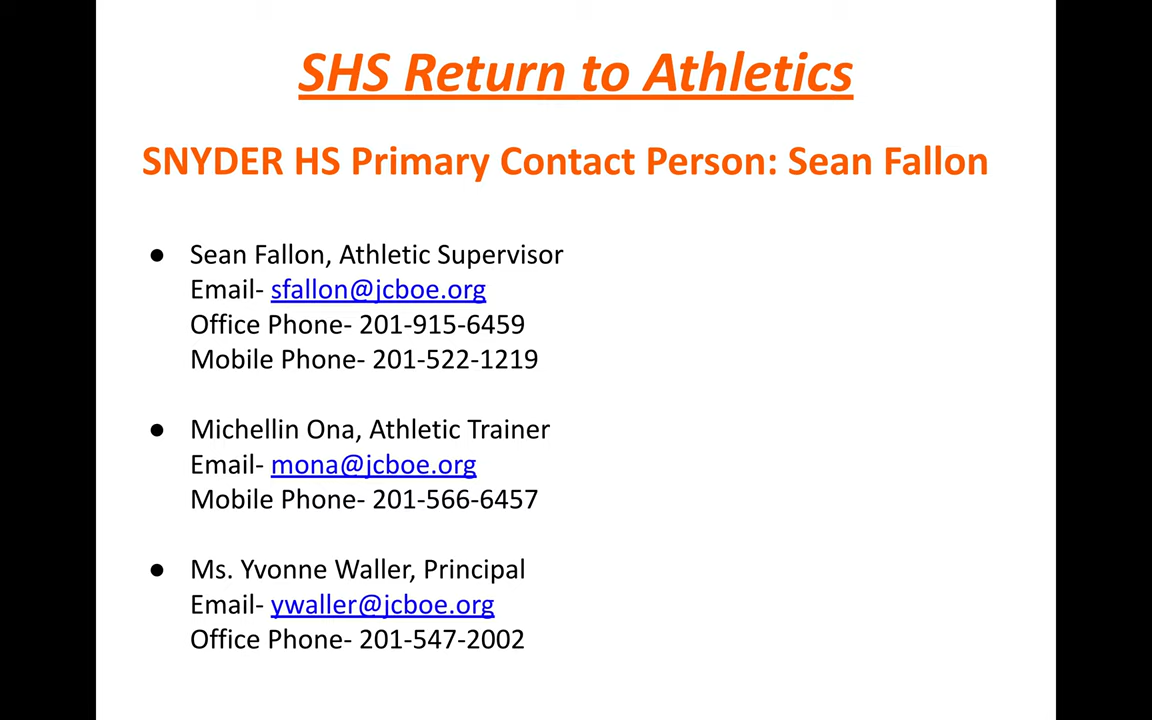 SHS Return to Athletics
SNYDER HS Primary Contact Person: Sean Fallon
● Sean Fallon, Athletic Supervisor
Email- sfallon@jcboe.org
Office Phone- 201-915-6459
Mobile Phone- 201-522-1219
● Michellin Ona, Athletic Trainer
Email- mona@jcboe.org
Mobile Phone- 201-566-6457
● Ms. Yvonne Waller, Principal
Email- ywaller@jcboe.org
Office Phone- 201-547-2002